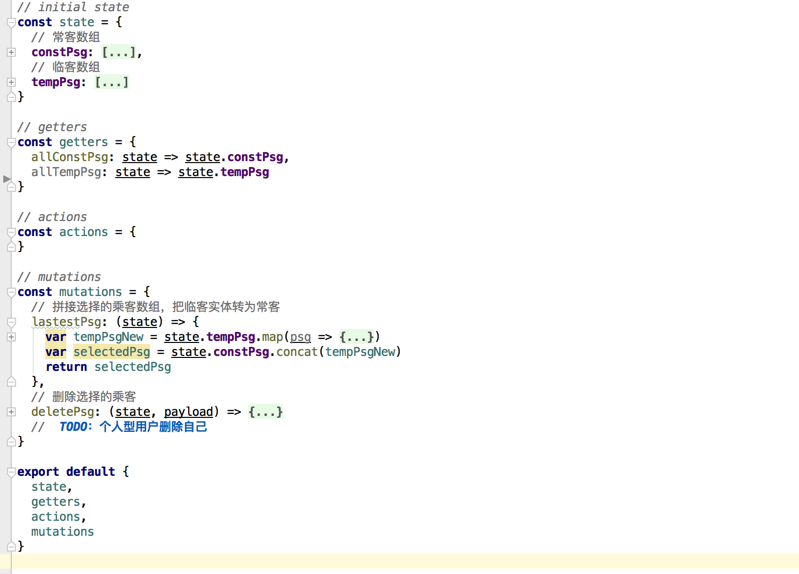 // initial state
const state = {
// 常客数组
constPsg: [...],
// 临客数组
tempPsg: [...]
}
// getters
const getters = {
allConstPsg: state => state.constPsg,
allTempPsg: state => state.tempPsg
}
// actions
const actions = {
}
// mutations
const mutations = {
// 拼接选择的乘客数组，把临客实体转为常客
lastestPsg: (state) => {
var tempPsgNew = state.tempPsg.map(psg => {...})
var selectedPsg = state.constPsg.concat(tempPsgNew)
return selectedPsg
},
// 删除选择的乘客
deletePsg: (state, payload) => {...}
// TODO: 个人型用户删除自己
}
export default {
state,
getters,
actions,
mutations
}